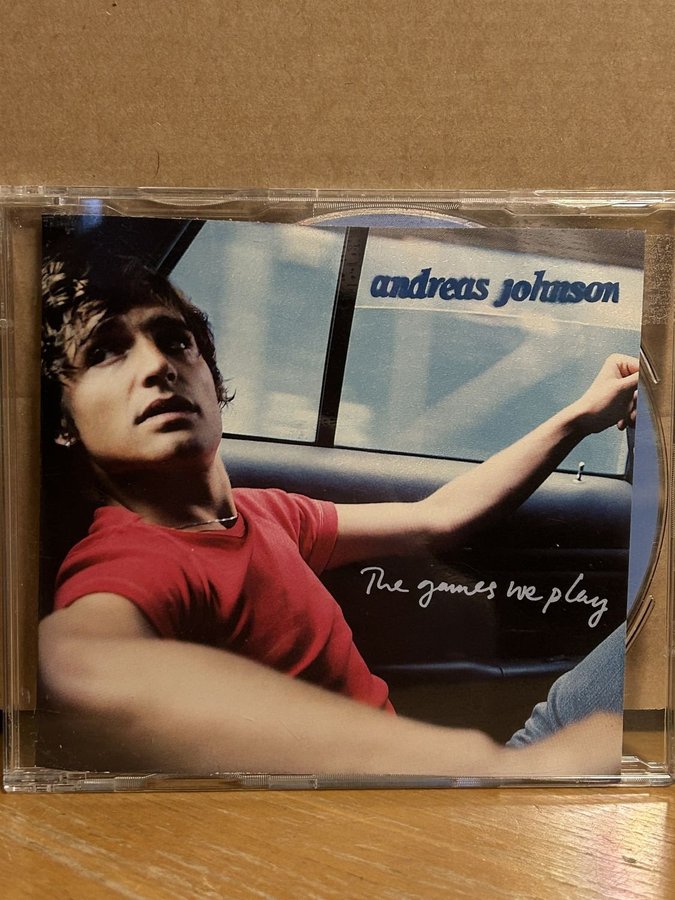 andreas johnson
The games we play